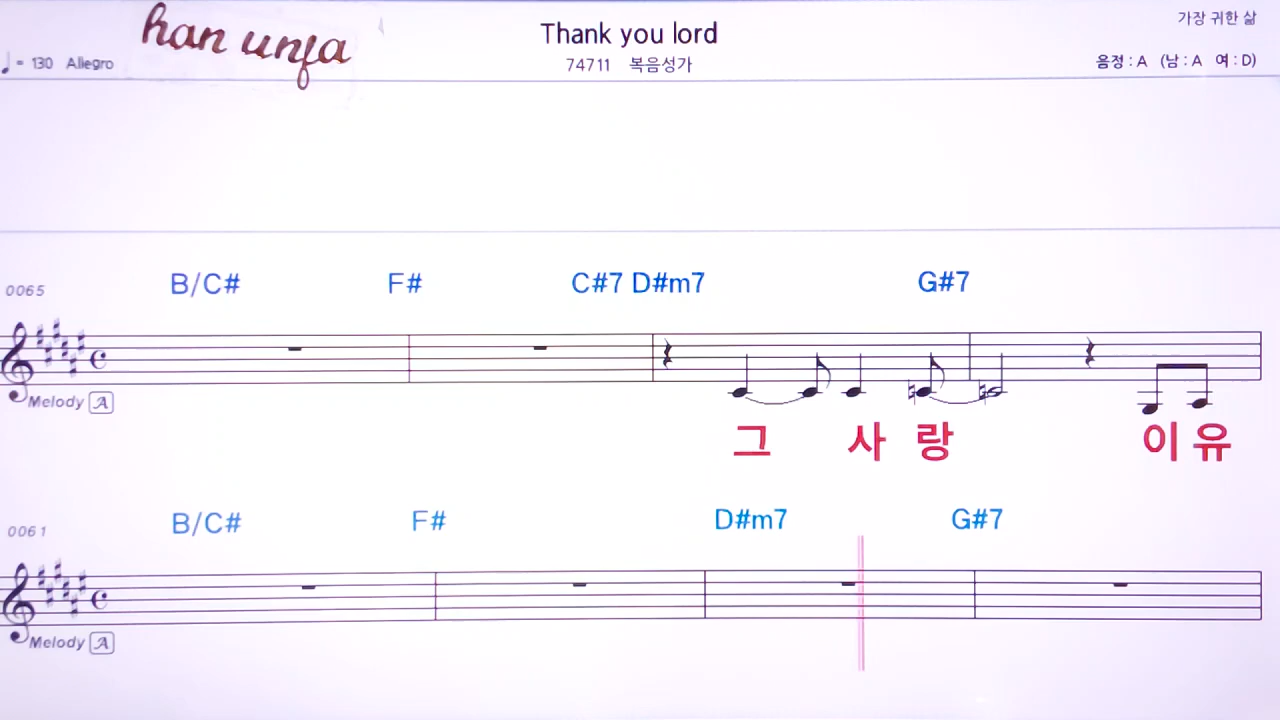 han unfa
Thank you lord
가장 귀한 삶
♩= 130 Allegro
74711 복음성가
음정 : A (남 : A 여 : D)
0065 B/C# F# C#7 D#m7 G#7
Melody A
그 사 랑 이 유
0061 B/C# F# D#m7 G#7
Melody A